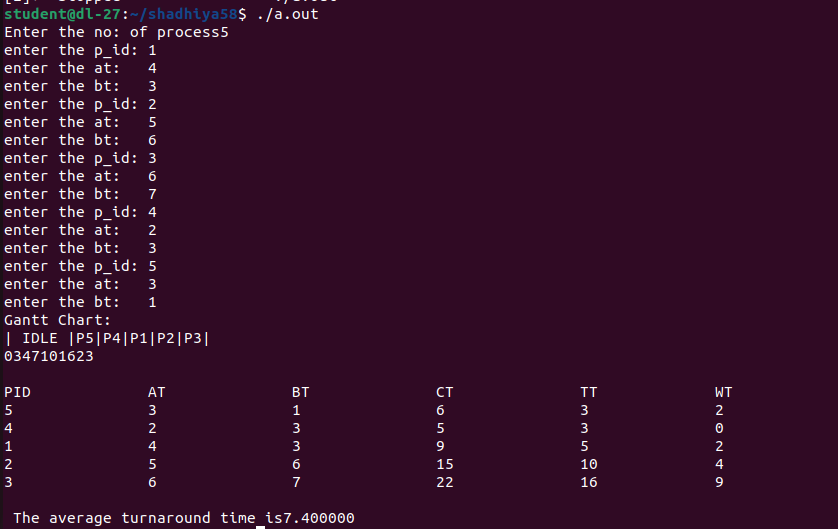 student@dl-27:~/shadhiya58$ ./a.out
Enter the no: of process5
enter the p_id: 1
enter the at:   4
enter the bt:   3
enter the p_id: 2
enter the at:   5
enter the bt:   6
enter the p_id: 3
enter the at:   6
enter the bt:   7
enter the p_id: 4
enter the at:   2
enter the bt:   3
enter the p_id: 5
enter the at:   3
enter the bt:   1
Gantt Chart:
| IDLE |P5|P4|P1|P2|P3|
0347101623
PID AT BT CT TT WT
5 3 1 6 3 2
4 2 3 5 3 0
1 4 3 9 5 2
2 5 6 15 10 4
3 6 7 22 16 9
The average turnaround time is7.400000